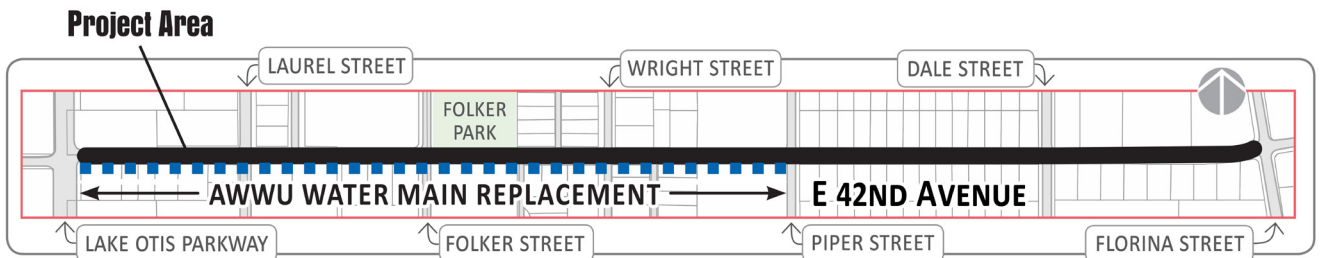 Project Area
LAUREL STREET
WRIGHT STREET
DALE STREET
FOLKER
PARK
AWWU WATER MAIN REPLACEMENT
E 42ND AVENUE
LAKE OTIS PARKWAY
FOLKER STREET
PIPER STREET
FLORINA STREET